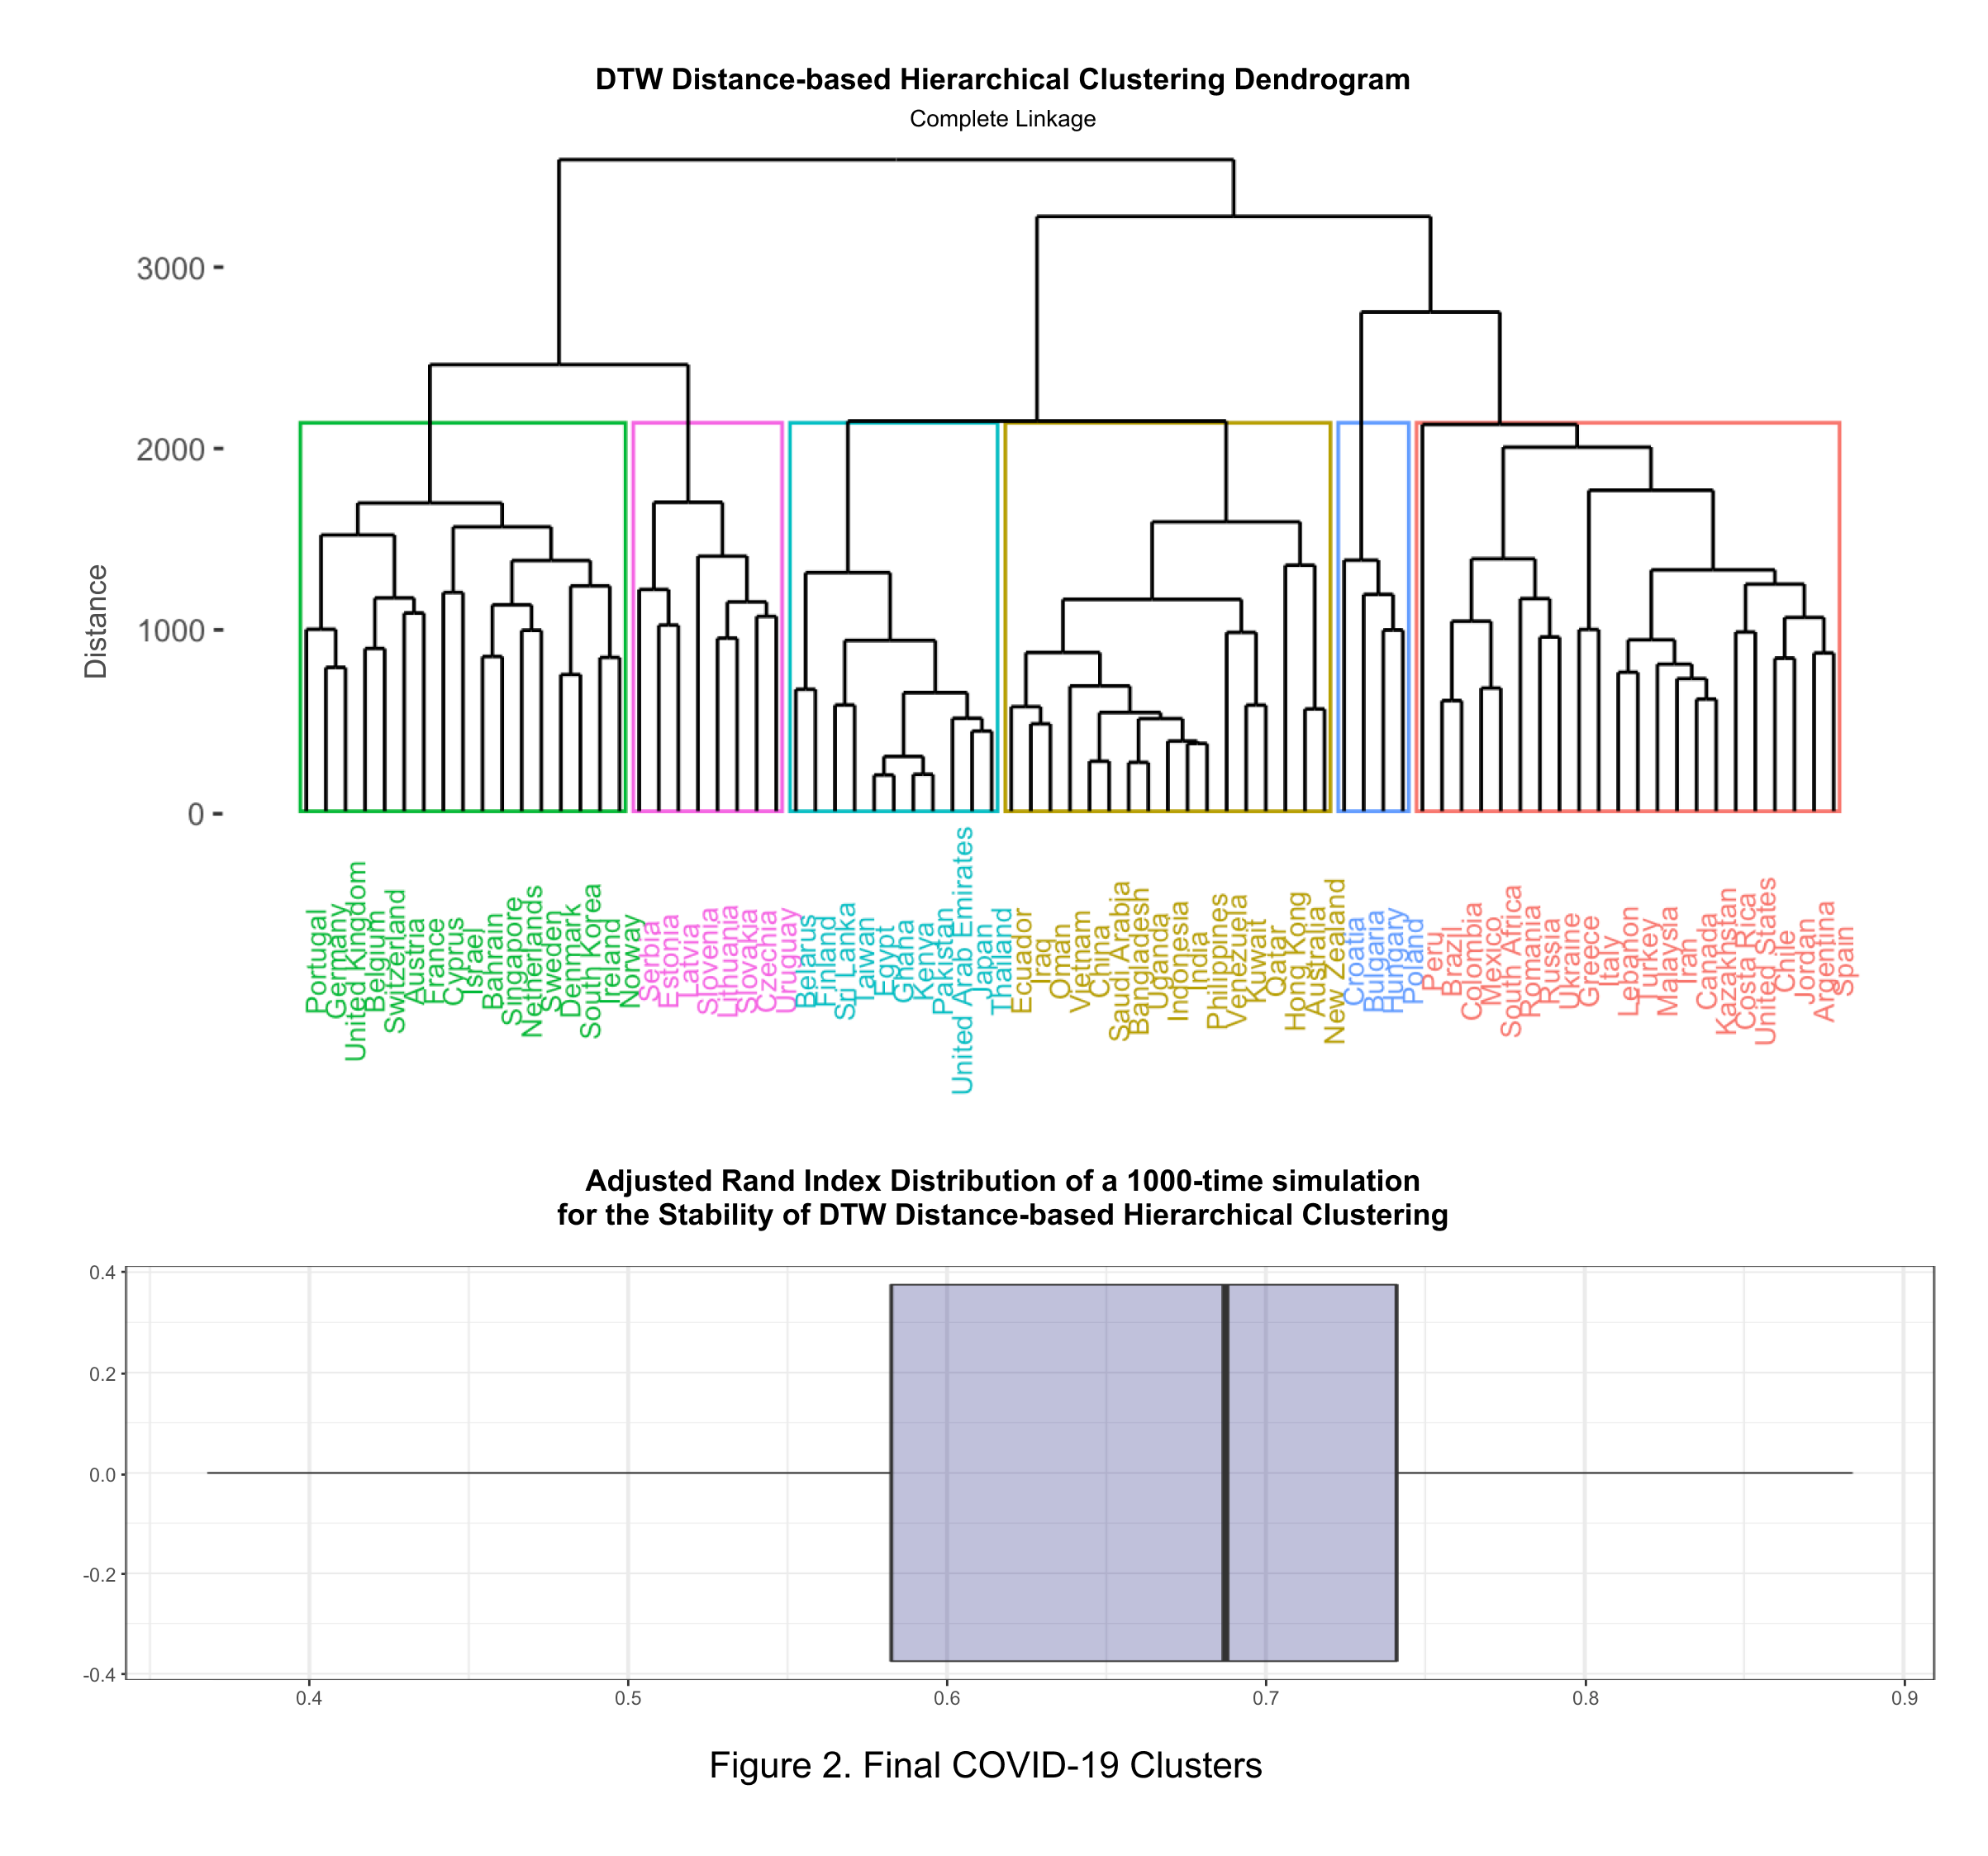 DTW Distance-based Hierarchical Clustering Dendrogram
Complete Linkage
3000
2000
1000
0
Distance
Portugal
Germany
United Kingdom
Belgium
Switzerland
Austria
France
Cyprus
Israel
Bahrain
Singapore
Netherlands
Sweden
Denmark
South Korea
Ireland
Norway
Serbia
Estonia
Latvia
Slovenia
Lithuania
Slovakia
Czechia
Uruguay
Belarus
Finland
Sri Lanka
Taiwan
Egypt
Ghaha
Kenya
Pakistan
United Arab Emirates
Japan
Thailand
Ecuador
Iraq
Oman
Vietnam
China
Saudi Arabia
Bangladesh
Uganda
Indonesia
India
Philippines
Venezuela
Kuwait
Qatar
Hong Kong
Australia
New Zealand
Croatia
Bulgaria
Hungary
Poland
Peru
Brazil
Colombia
Mexico
South Africa
Romania
Russia
Ukraine
Greece
Italy
Lebanon
Turkey
Malaysia
Iran
Canada
Kazakhstan
Costa Rica
United States
Chile
Jordan
Argentina
Spain
Adjusted Rand Index Distribution of a 1000-time simulation
for the Stability of DTW Distance-based Hierarchical Clustering
0.4
0.2
0.0
-0.2
-0.4
0.4 0.5 0.6 0.7 0.8 0.9
Figure 2. Final COVID-19 Clusters